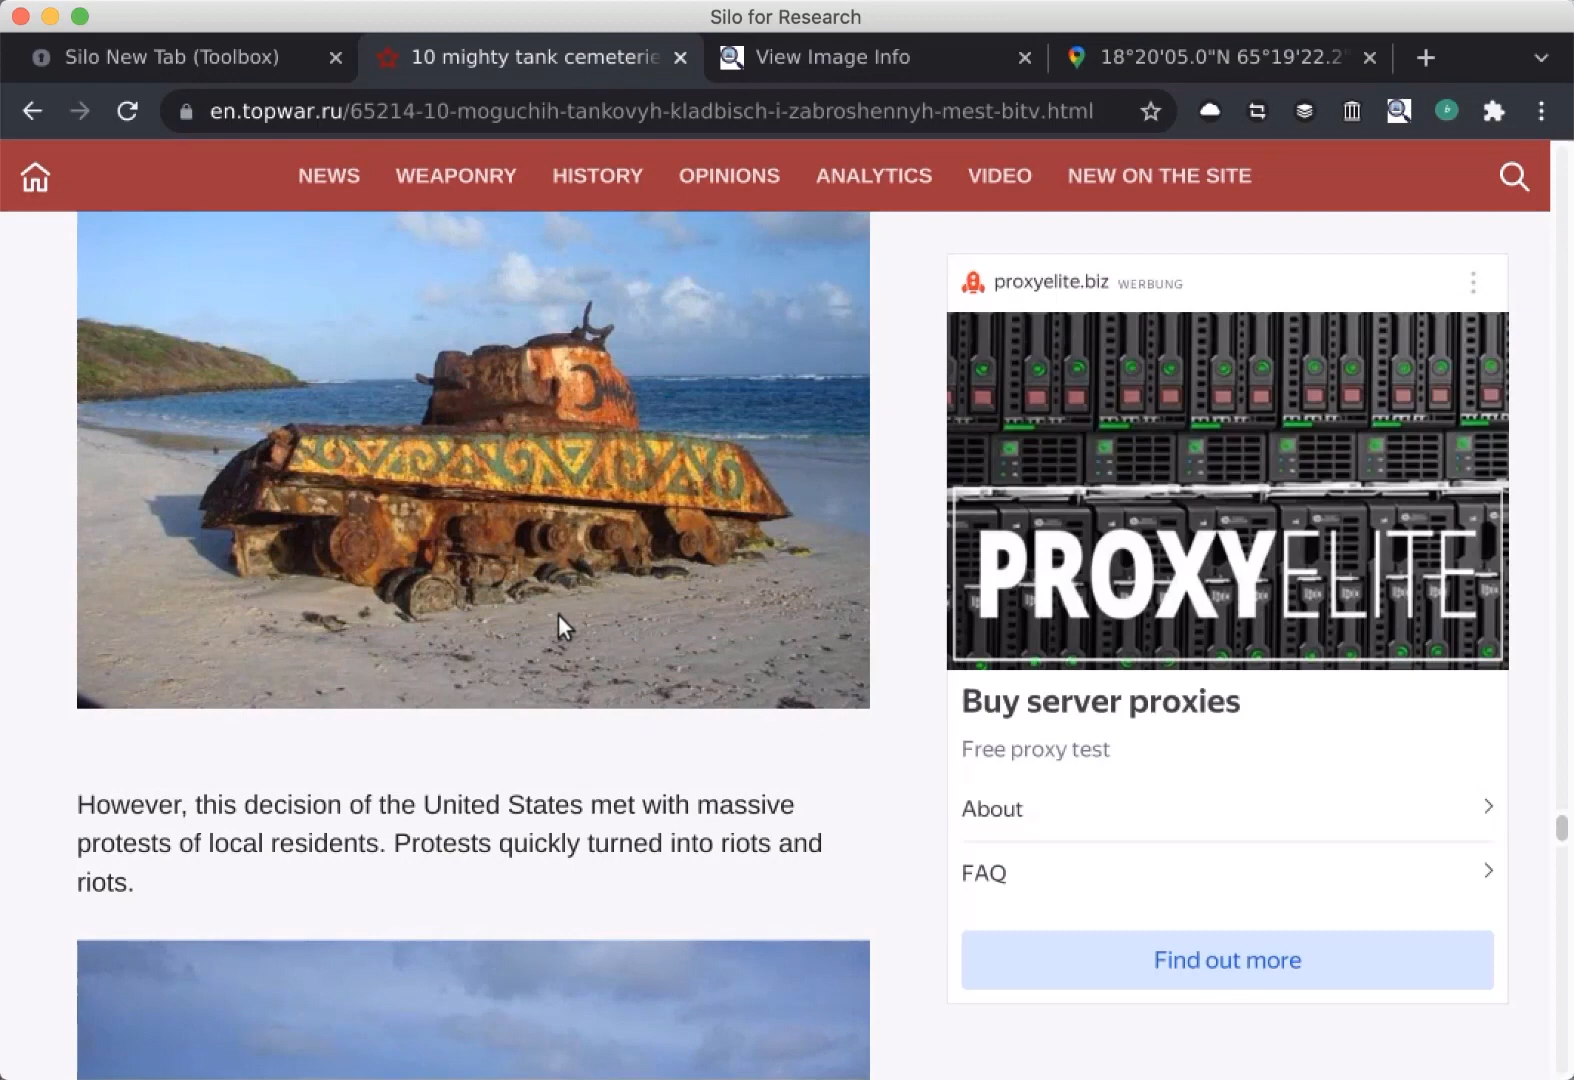 Silo for Research
Silo New Tab (Toolbox)
10 mighty tank cemeterie
View Image Info
18°20'05.0"N 65°19'22.2"
en.topwar.ru/65214-10-moguchih-tankovyh-kladbisch-i-zabroshennyh-mest-bitv.html
NEWS WEAPONRY HISTORY OPINIONS ANALYTICS VIDEO NEW ON THE SITE
proxyelite.biz WERBUNG
PROXYELITE
Buy server proxies
Free proxy test
About
FAQ
Find out more
However, this decision of the United States met with massive
protests of local residents. Protests quickly turned into riots and
riots.